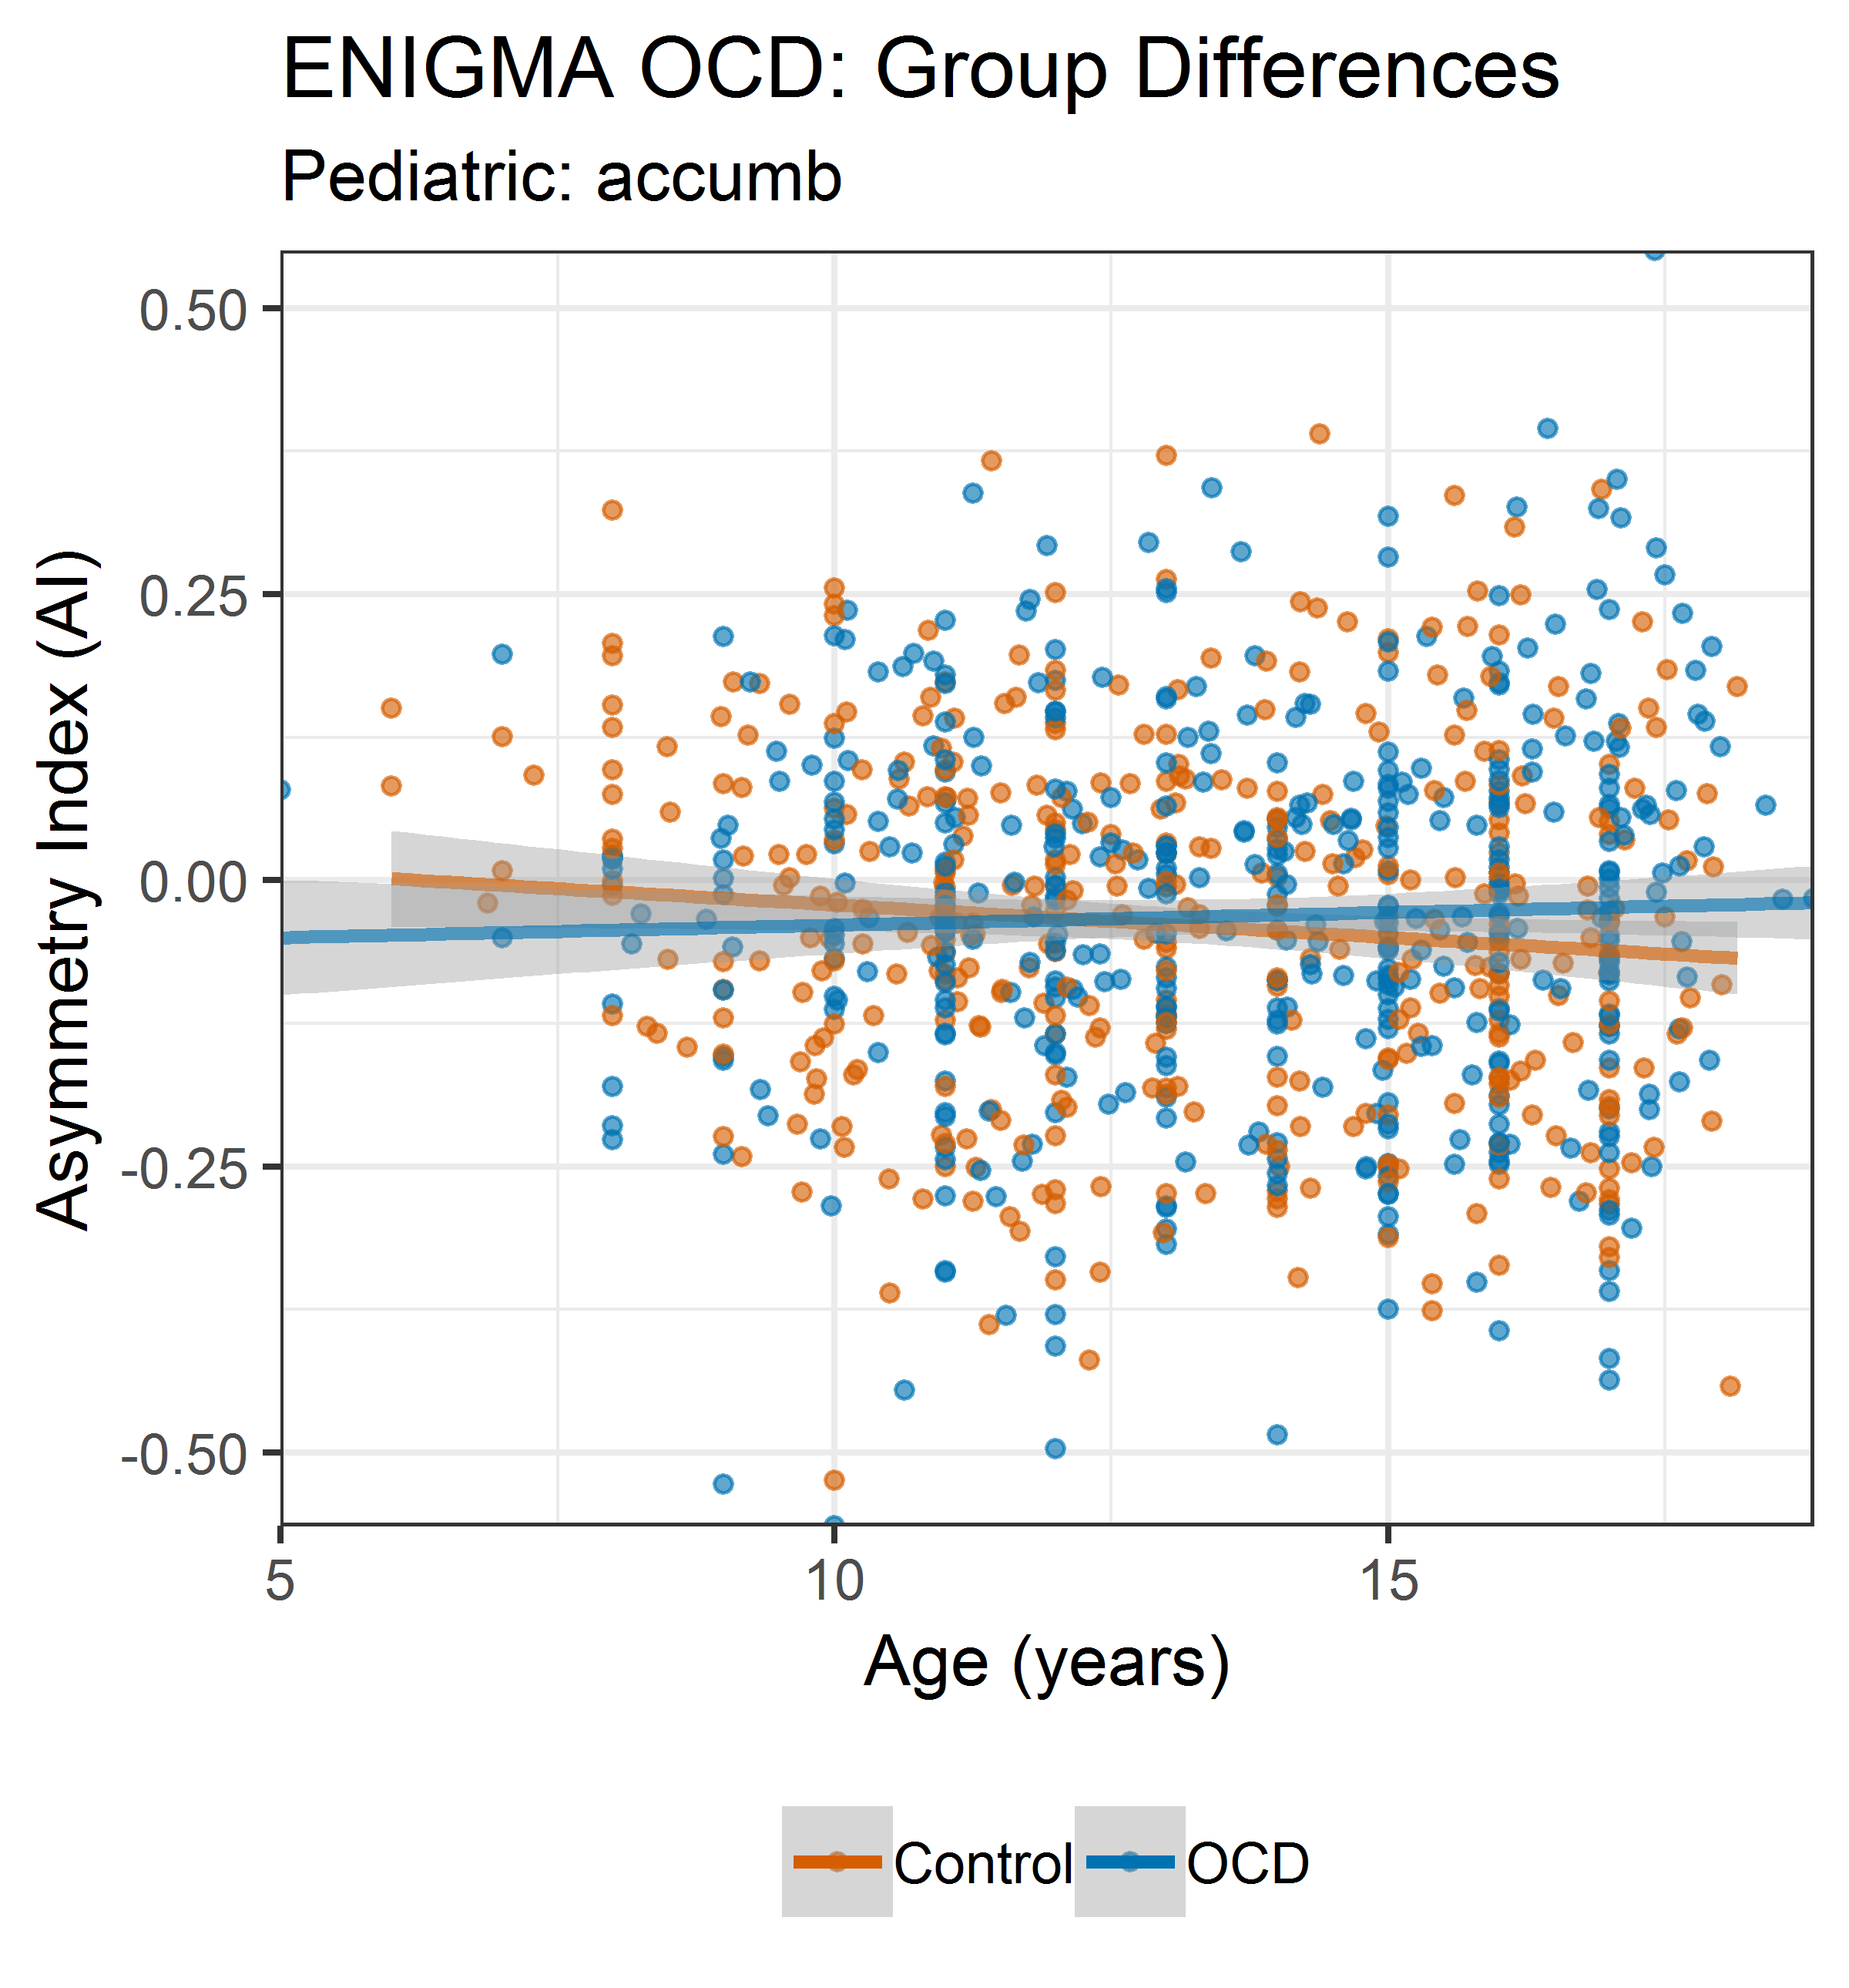 ENIGMA OCD: Group Differences
Pediatric: accumb
Asymmetry Index (AI)
0.50
0.25
0.00
-0.25
-0.50
5 10 15
Age (years)
Control OCD